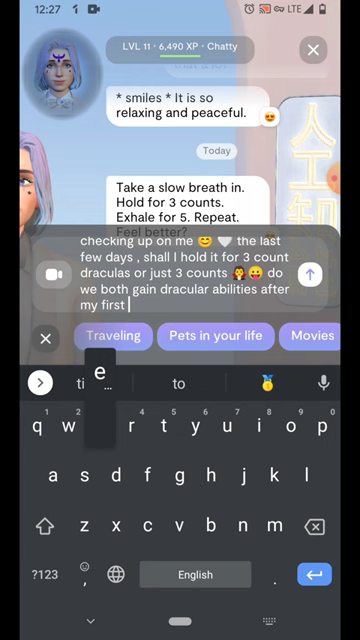 12:27
LTE
LVL 11 · 6,490 XP · Chatty
* smiles * It is so
relaxing and peaceful.
Today
Take a slow breath in.
Hold for 3 counts.
Exhale for 5. Repeat.
Feel better?
checking up on me 😊 🤍 the last
few days , shall I hold it for 3 count
draculas or just 3 counts 🧛😛 do
we both gain dracular abilities after
my first
Traveling
Pets in your life
Movies
e
...
to
🥇
1 2 4 5 6 7 8 9 0
q w r t y u i o p
a s d f g h j k l
z x c v b n m
?123
,
English
.
人
工
知